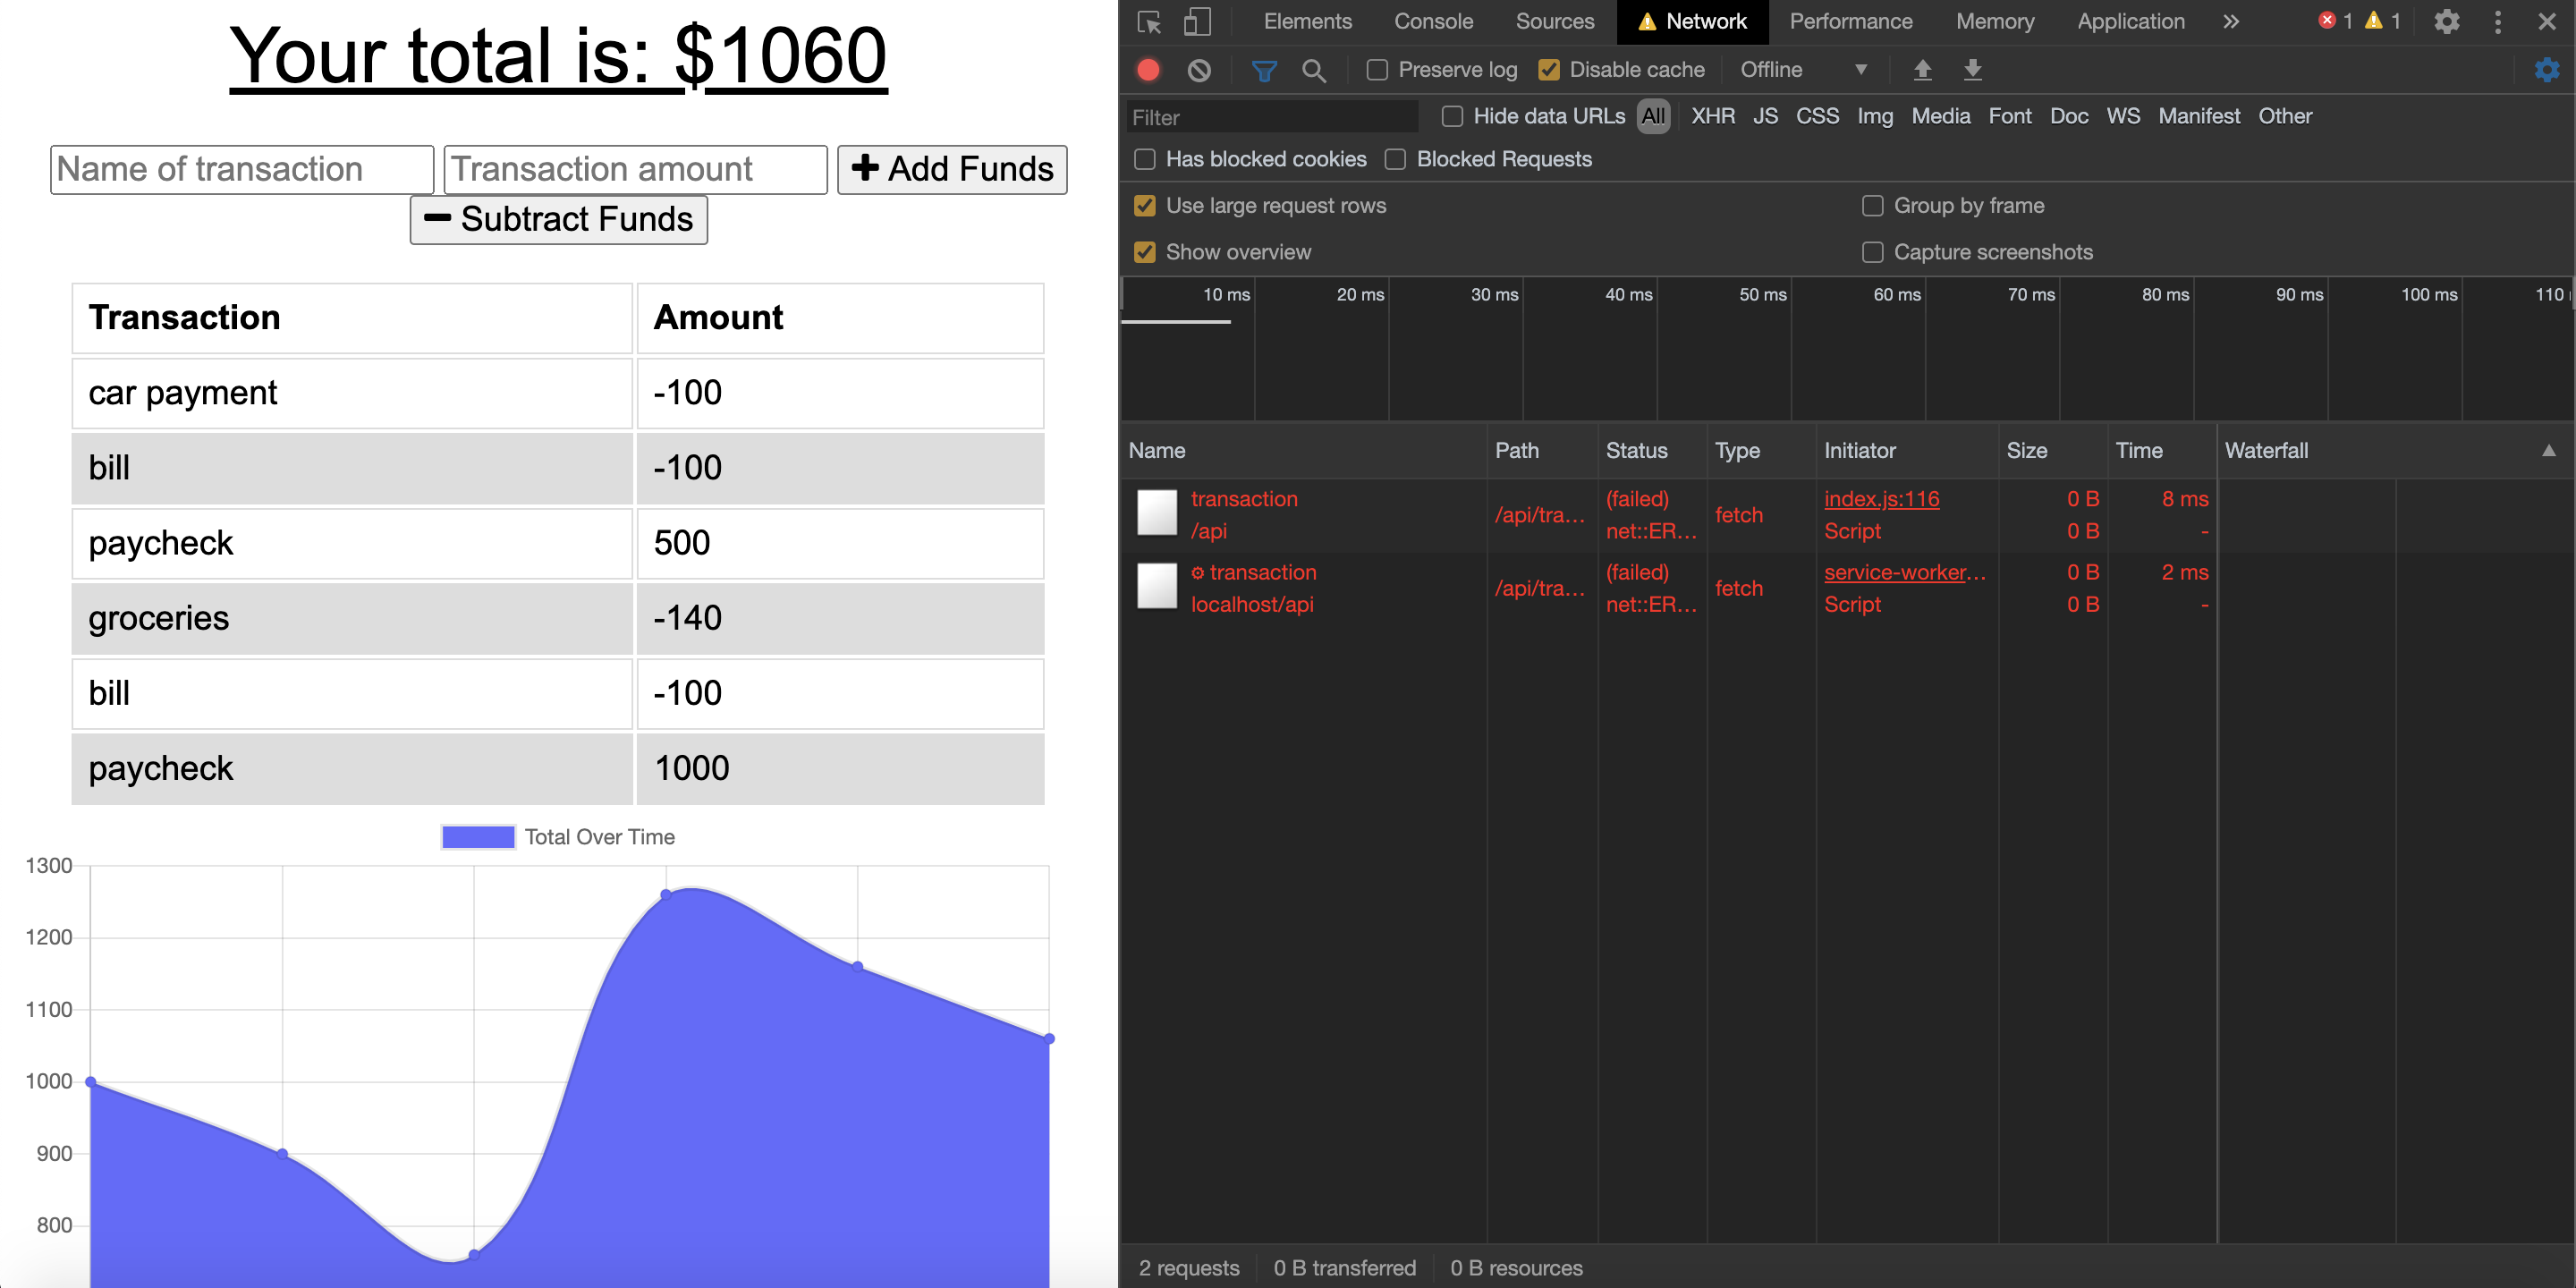 Your total is: $1060
Name of transaction
Transaction amount
Add Funds
Subtract Funds
Transaction Amount
car payment -100
bill -100
paycheck 500
groceries -140
bill -100
paycheck 1000
Total Over Time
1300
1200
1100
1000
900
800
Elements Console Sources Network Performance Memory Application » 1 1
Preserve log Disable cache Offline
Filter Hide data URLs All XHR JS CSS Img Media Font Doc WS Manifest Other
Has blocked cookies Blocked Requests
Use large request rows Group by frame
Show overview Capture screenshots
10 ms 20 ms 30 ms 40 ms 50 ms 60 ms 70 ms 80 ms 90 ms 100 ms 110
Name Path Status Type Initiator Size Time Waterfall
transaction
/api
/api/tra...
(failed)
net::ER...
fetch
index.js:116
Script
0 B
0 B
8 ms
-
transaction
localhost/api
/api/tra...
(failed)
net::ER...
fetch
service-worker...
Script
0 B
0 B
2 ms
-
2 requests 0 B transferred 0 B resources